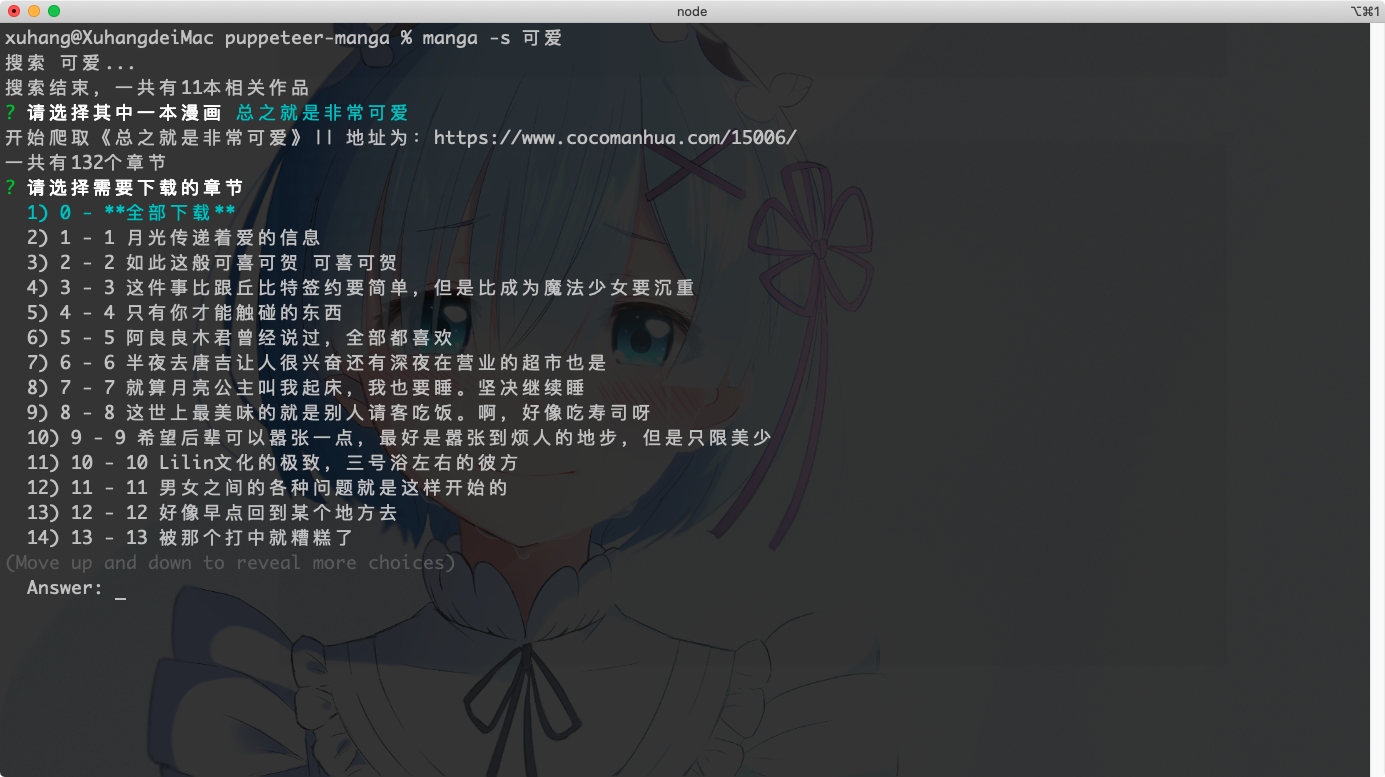 node
⌥⌘1
xuhang@XuhangdeiMac puppeteer-manga % manga -s 可爱
搜索 可爱...
搜索结束，一共有11本相关作品
? 请选择其中一本漫画 总之就是非常可爱
开始爬取《总之就是非常可爱》|| 地址为：https://www.cocomanhua.com/15006/
一共有132个章节
? 请选择需要下载的章节
1) 0 - **全部下载**
2) 1 - 1 月光传递着爱的信息
3) 2 - 2 如此这般可喜可贺 可喜可贺
4) 3 - 3 这件事比跟丘比特签约要简单，但是比成为魔法少女要沉重
5) 4 - 4 只有你才能触碰的东西
6) 5 - 5 阿良良木君曾经说过，全部都喜欢
7) 6 - 6 半夜去唐吉让人很兴奋还有深夜在营业的超市也是
8) 7 - 7 就算月亮公主叫我起床，我也要睡。坚决继续睡
9) 8 - 8 这世上最美味的就是别人请客吃饭。啊，好像吃寿司呀
10) 9 - 9 希望后辈可以嚣张一点，最好是嚣张到烦人的地步，但是只限美少
11) 10 - 10 Lilin文化的极致，三号浴左右的彼方
12) 11 - 11 男女之间的各种问题就是这样开始的
13) 12 - 12 好像早点回到某个地方去
14) 13 - 13 被那个打中就糟糕了
(Move up and down to reveal more choices)
Answer: _